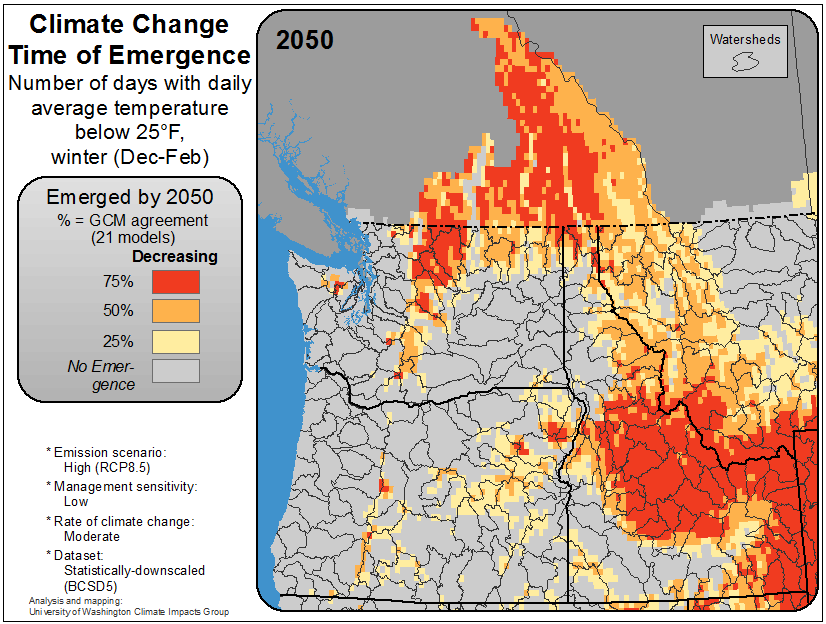 Climate Change
Time of Emergence
Number of days with daily
average temperature
below 25°F,
winter (Dec-Feb)
Emerged by 2050
% = GCM agreement
(21 models)
Decreasing
75%
50%
25%
No Emer-
gence
* Emission scenario:
High (RCP8.5)
* Management sensitivity:
Low
* Rate of climate change:
Moderate
* Dataset:
Statistically-downscaled
(BCSD5)
Analysis and mapping:
University of Washington Climate Impacts Group
2050
Watersheds